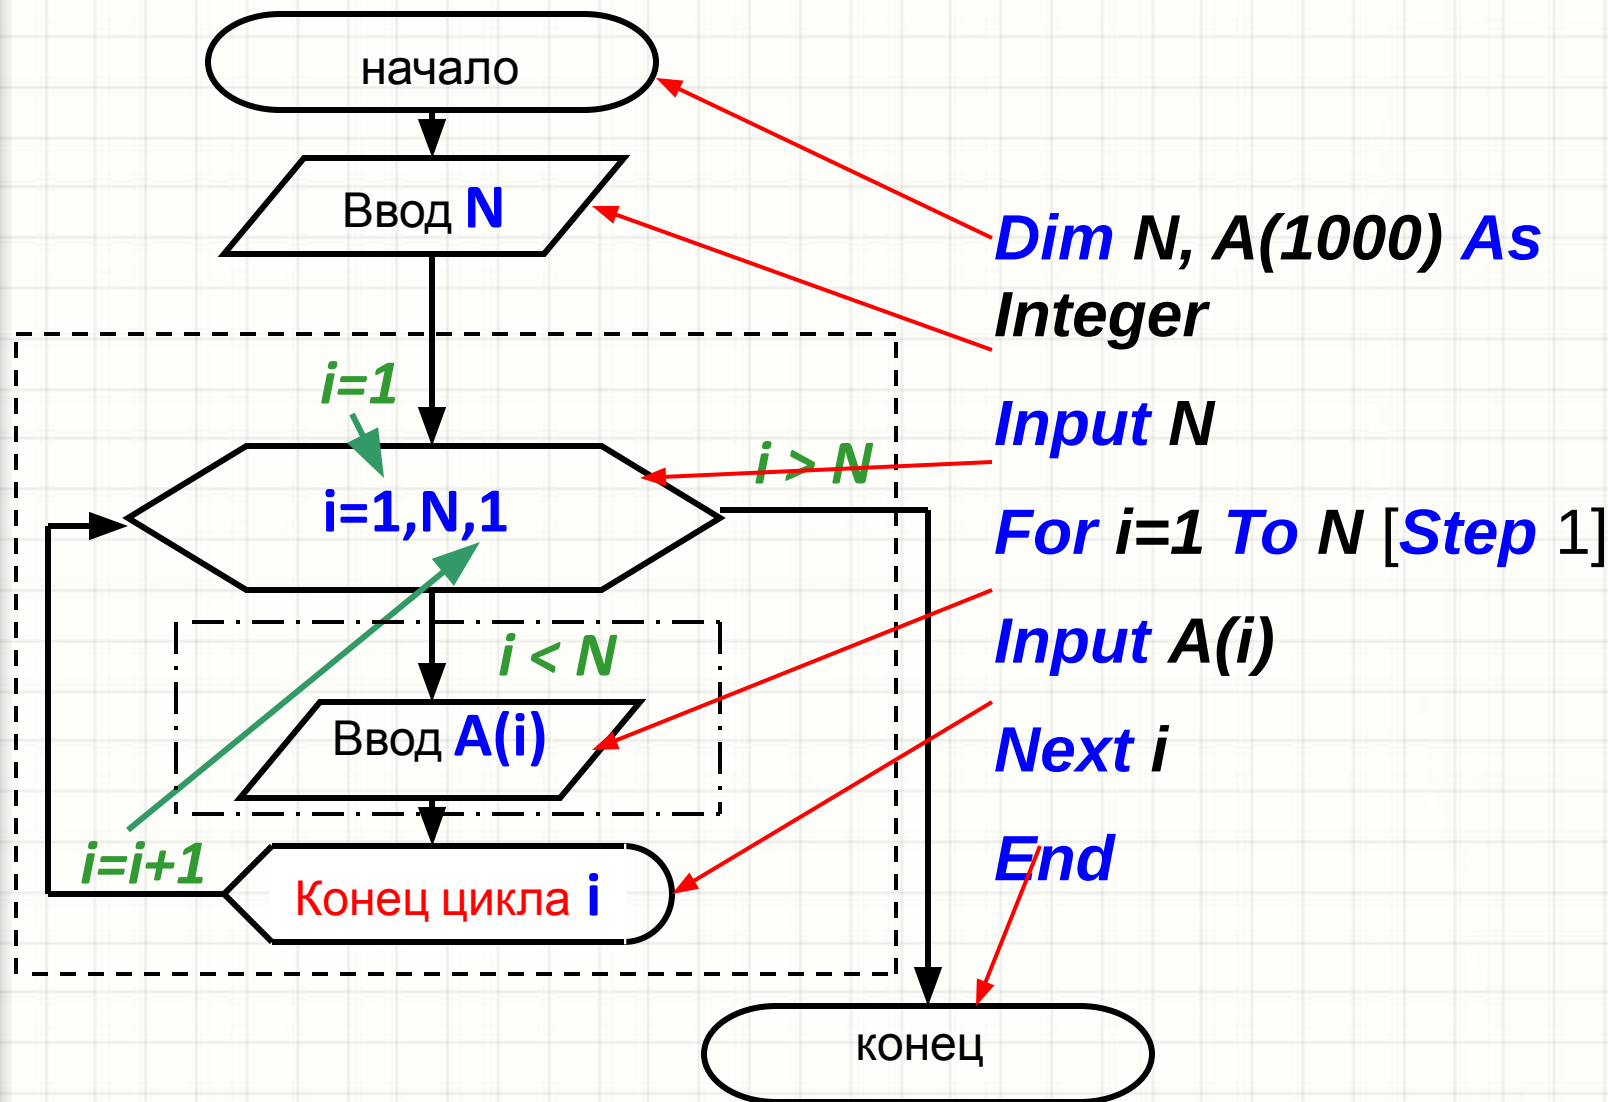 начало
Ввод N
i=1
i > N
i=1,N,1
i < N
Ввод A(i)
i=i+1
Конец цикла i
конец
Dim N, A(1000) As
Integer
Input N
For i=1 To N [Step 1]
Input A(i)
Next i
End